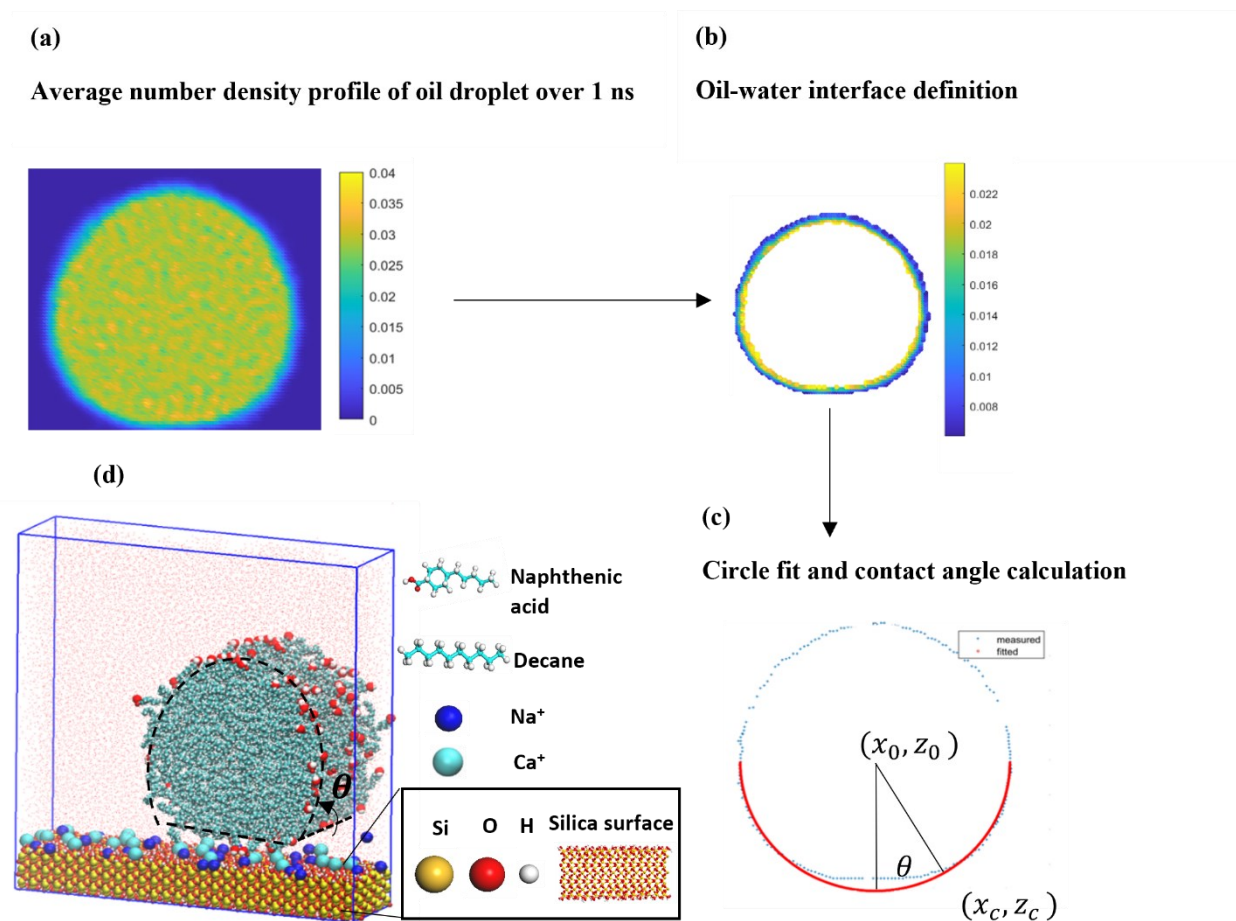 (a)
Average number density profile of oil droplet over 1 ns
0.04
0.035
0.03
0.025
0.02
0.015
0.01
0.005
0
(b)
Oil-water interface definition
0.022
0.02
0.018
0.016
0.014
0.012
0.01
0.008
(c)
Circle fit and contact angle calculation
measured
fitted
(x₀, z₀ )
θ
(x_c, z_c)
(d)
θ
Naphthenic
acid
Decane
Na⁺
Ca⁺
Si O H Silica surface